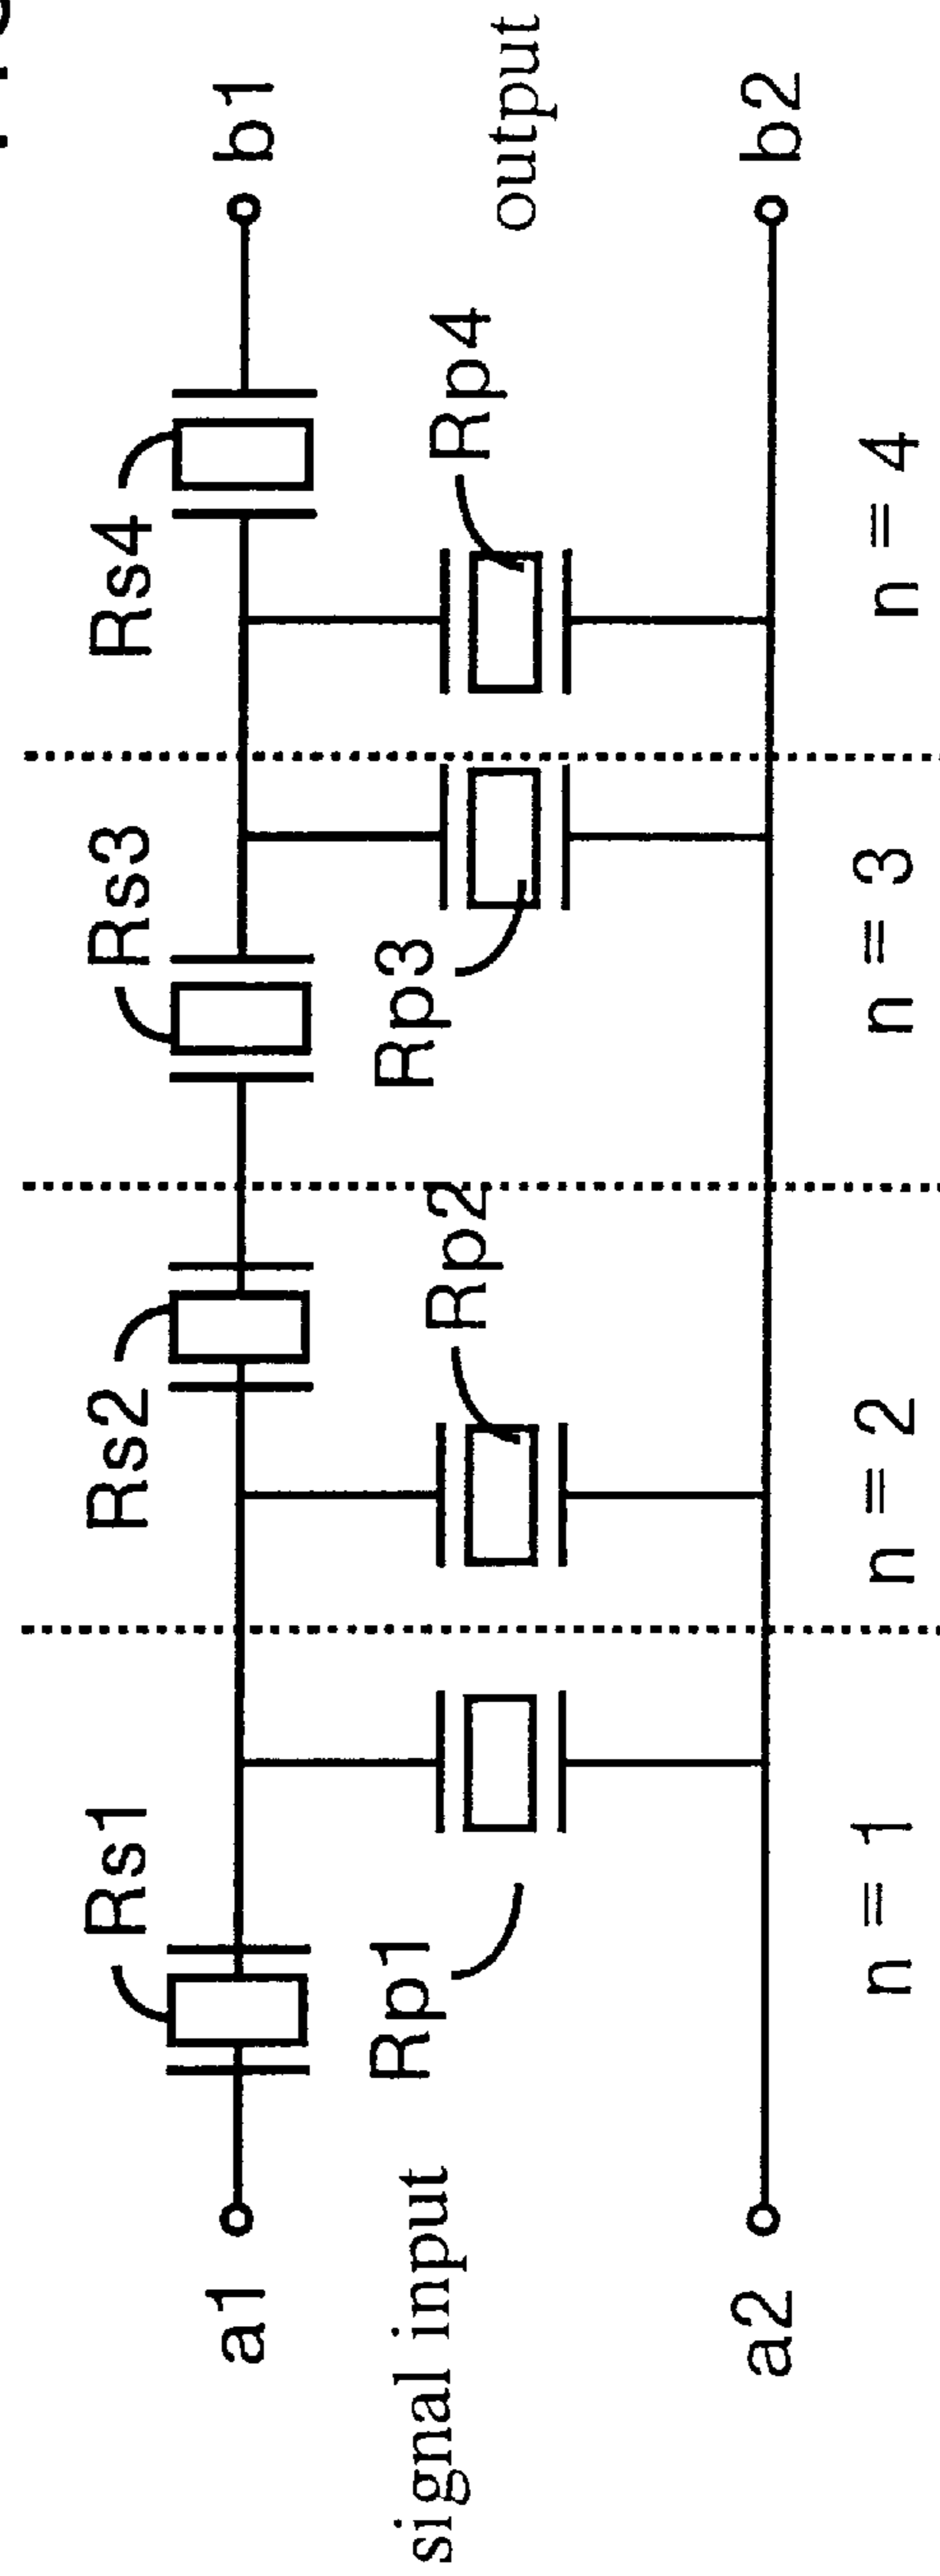 Rs1
Rs2
Rs3
Rs4
a1
b1
signal input
Rp1
Rp2
Rp3
Rp4
output
a2
b2
n = 1
n = 2
n = 3
n = 4